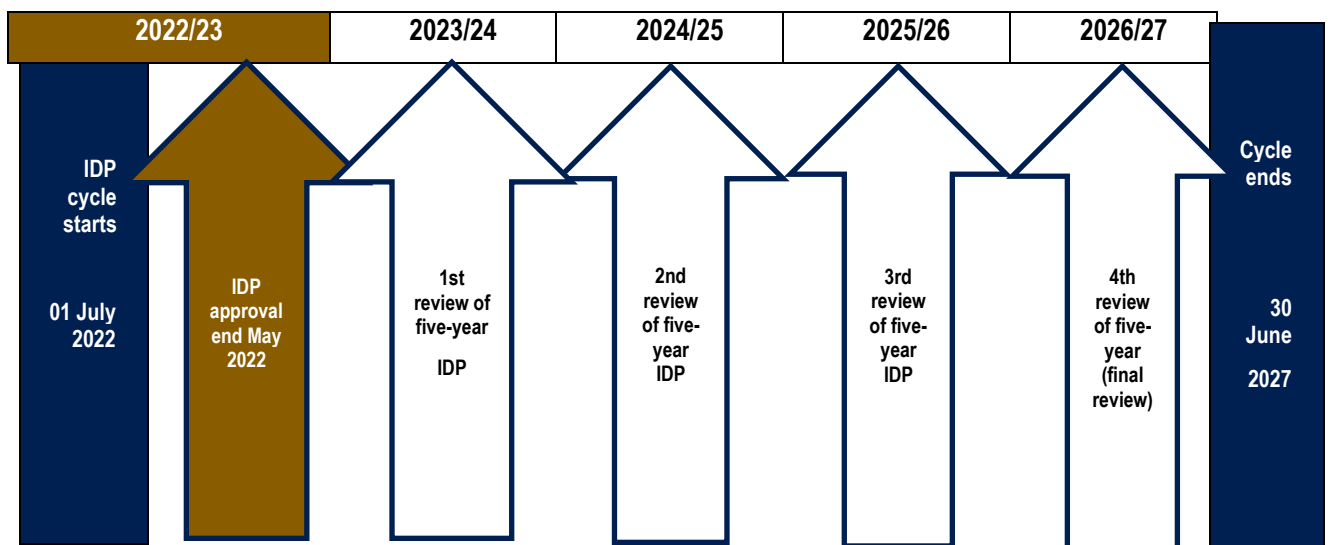 2022/23
2023/24
2024/25
2025/26
2026/27
IDP
cycle
starts
01 July
2022
IDP
approval
end May
2022
1st
review of
five-year
IDP
2nd
review
of five-
year
IDP
3rd
review
of five-
year
IDP
4th
review
of five-
year
(final
review)
Cycle
ends
30
June
2027